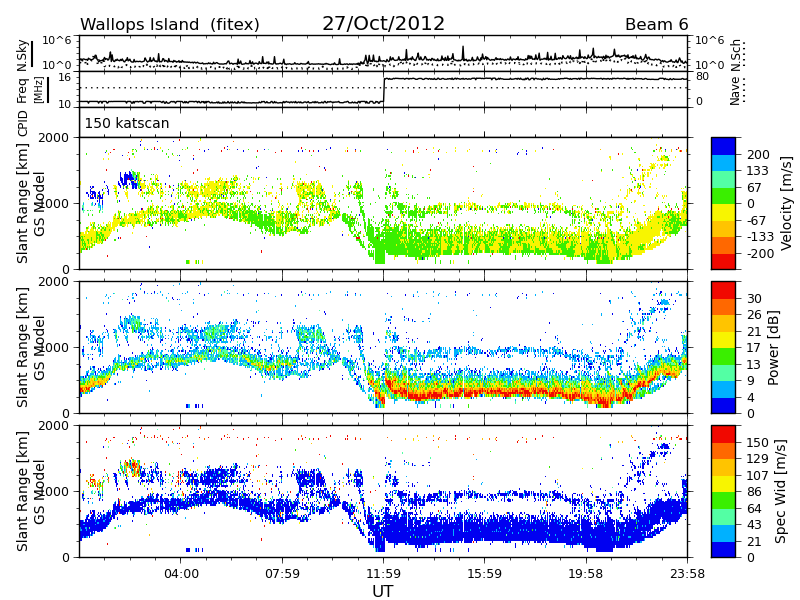 Wallops Island (fitex) 27/Oct/2012 Beam 6
N.Sky 10^6 10^0 10^6 10^0 N.Sch
Freq [MHz] 16 10 80 0 Nave
CPID 150 katscan
Slant Range [km] GS Model 2000 1000 0
200 133 67 0 -67 -133 -200 Velocity [m/s]
Slant Range [km] GS Model 2000 1000 0
30 26 21 17 13 9 4 0 Power [dB]
Slant Range [km] GS Model 2000 1000 0
150 129 107 86 64 43 21 0 Spec Wid [m/s]
04:00 07:59 11:59 15:59 19:58 23:58
UT